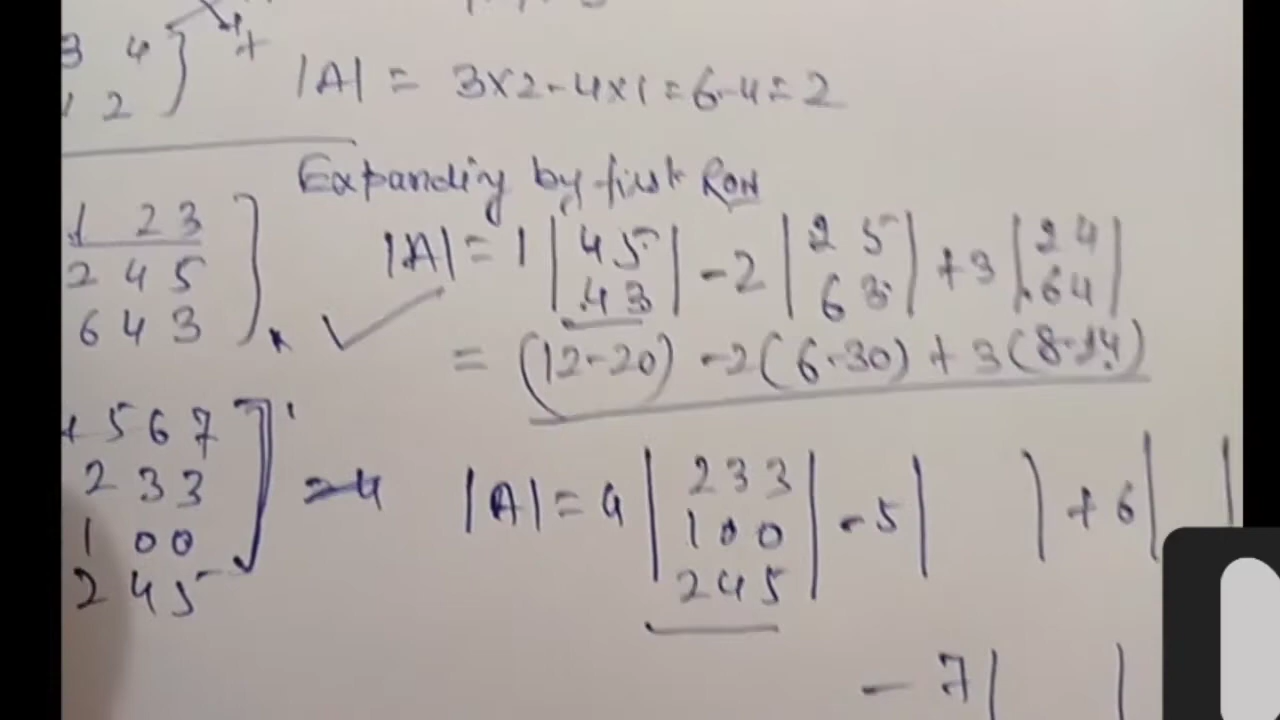 3 4 ]
1 2
|A| = 3×2-4×1=6-4=2
Expanding by first Row
1 2 3
2 4 5
6 4 3
|A| = 1 | 4 5 | -2 | 2 5 | +3 | 2 4 |
4 3 6 3 6 4
= (12-20) -2(6-30) + 3(8-24)
5 6 7
2 3 3
1 0 0
2 4 5
= 4
|A| = 4 | 2 3 3 | -5 | | +6 | |
1 0 0
2 4 5
- 7 | |